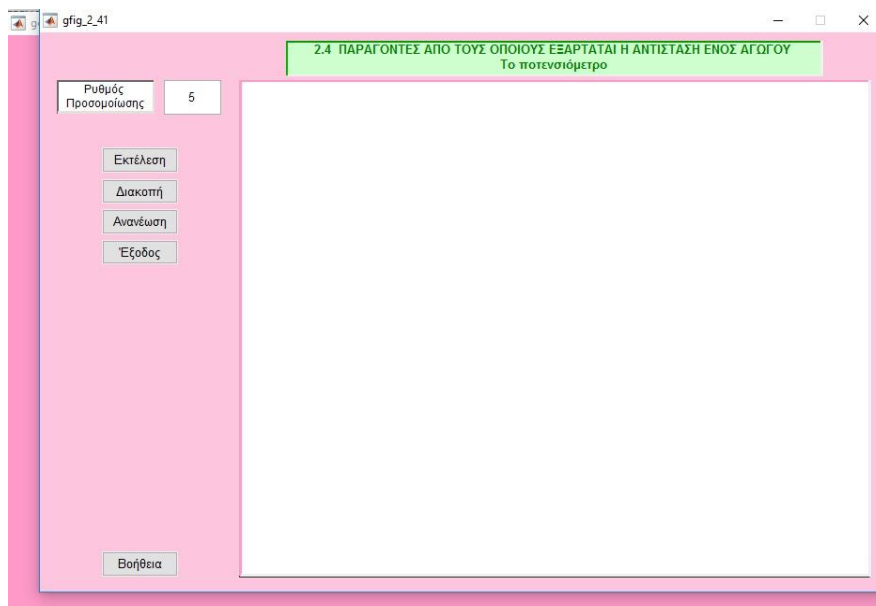 gfig_2_41
2.4 ΠΑΡΑΓΟΝΤΕΣ ΑΠΟ ΤΟΥΣ ΟΠΟΙΟΥΣ ΕΞΑΡΤΑΤΑΙ Η ΑΝΤΙΣΤΑΣΗ ΕΝΟΣ ΑΓΩΓΟΥ
Το ποτενσιόμετρο
Ρυθμός
Προσομοίωσης
5
Εκτέλεση
Διακοπή
Ανανέωση
Έξοδος
Βοήθεια